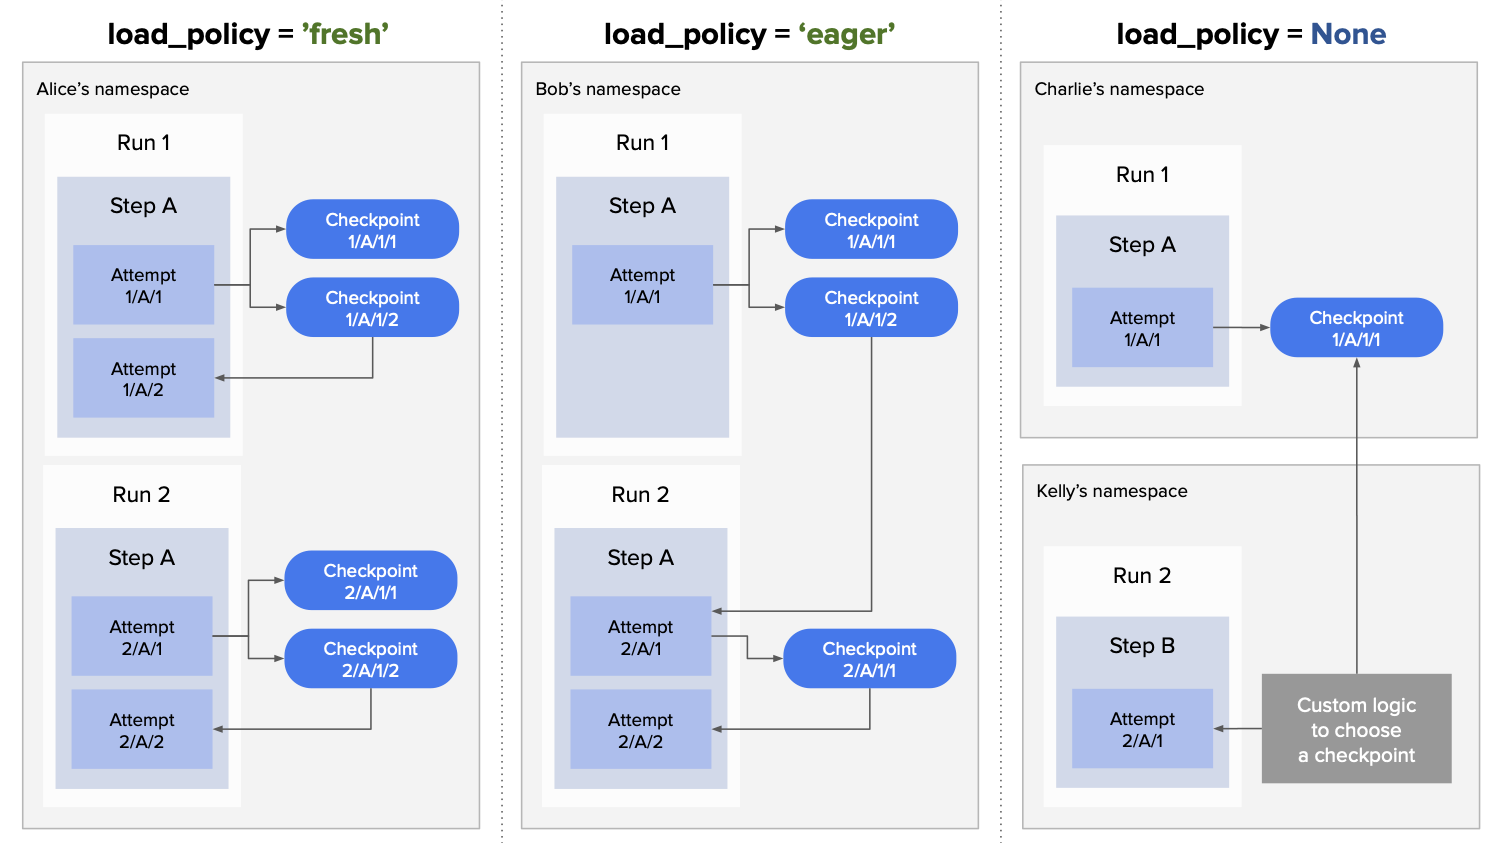 load_policy = ’fresh’
Alice’s namespace
Run 1
Step A
Attempt
1/A/1
Checkpoint
1/A/1/1
Checkpoint
1/A/1/2
Attempt
1/A/2
Run 2
Step A
Attempt
2/A/1
Checkpoint
2/A/1/1
Checkpoint
2/A/1/2
Attempt
2/A/2
load_policy = ‘eager’
Bob’s namespace
Run 1
Step A
Attempt
1/A/1
Checkpoint
1/A/1/1
Checkpoint
1/A/1/2
Run 2
Step A
Attempt
2/A/1
Checkpoint
2/A/1/1
Attempt
2/A/2
load_policy = None
Charlie’s namespace
Run 1
Step A
Attempt
1/A/1
Checkpoint
1/A/1/1
Kelly’s namespace
Run 2
Step B
Attempt
2/A/1
Custom logic
to choose
a checkpoint